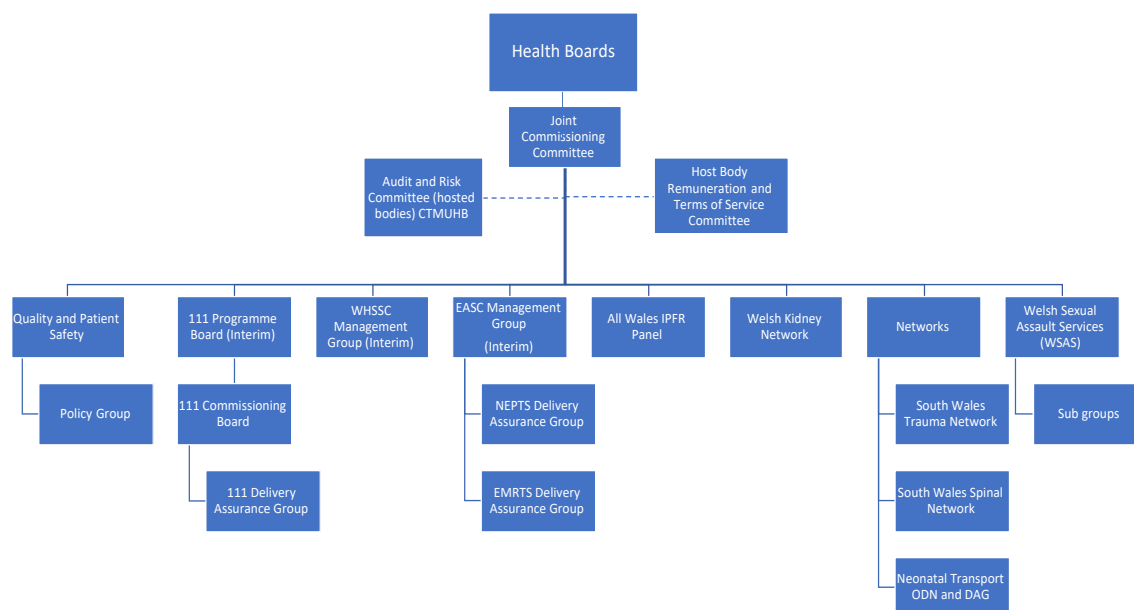 Health Boards
Joint
Commissioning
Committee
Audit and Risk
Committee (hosted
bodies) CTMUHB
Host Body
Remuneration and
Terms of Service
Committee
Quality and Patient
Safety
111 Programme
Board (Interim)
WHSSC
Management
Group (Interim)
EASC Management
Group
(Interim)
All Wales IPFR
Panel
Welsh Kidney
Network
Networks
Welsh Sexual
Assault Services
(WSAS)
Policy Group
111 Commissioning
Board
NEPTS Delivery
Assurance Group
South Wales
Trauma Network
Sub groups
111 Delivery
Assurance Group
EMRTS Delivery
Assurance Group
South Wales Spinal
Network
Neonatal Transport
ODN and DAG